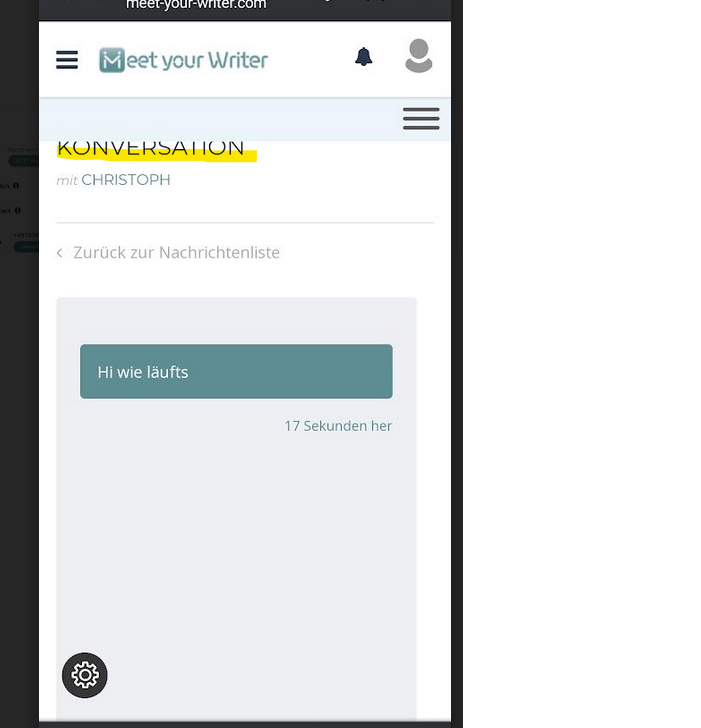 meet-your-writer.com
Meet your Writer
KONVERSATION
mit CHRISTOPH
Zurück zur Nachrichtenliste
Hi wie läufts
17 Sekunden her